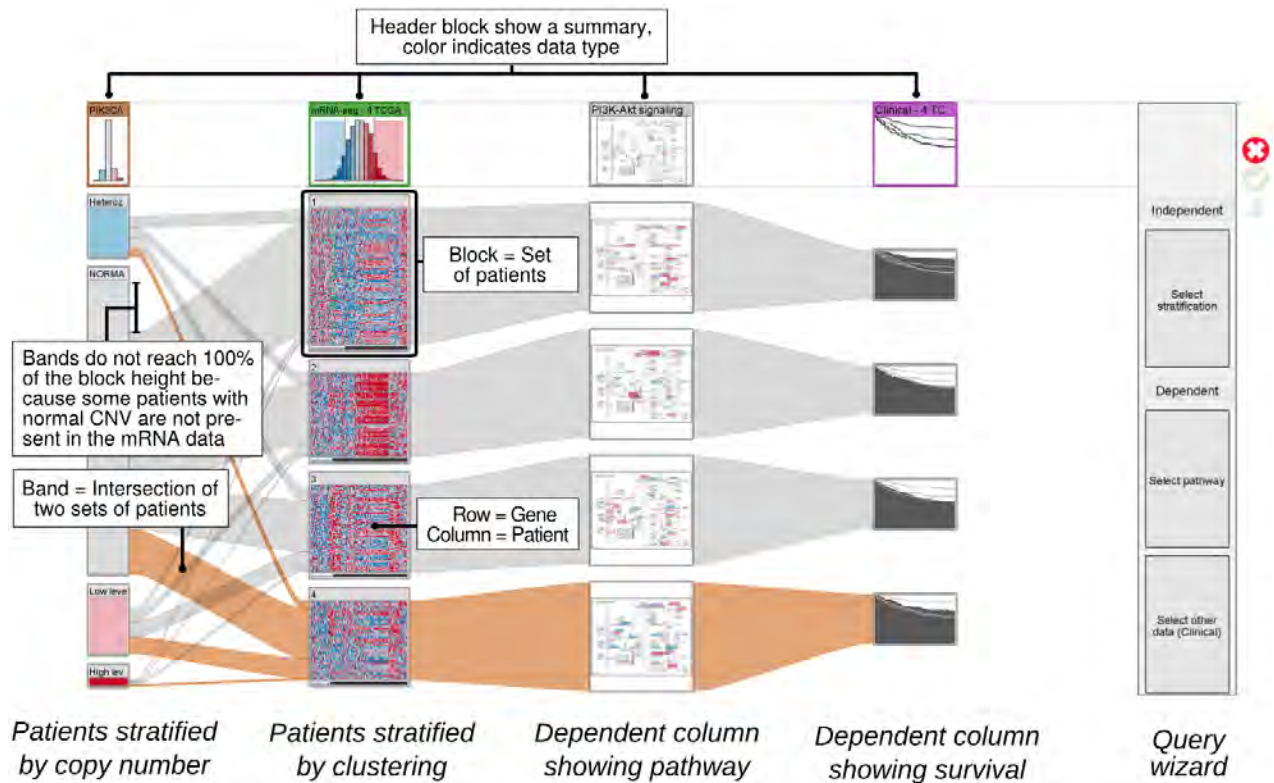 Header block show a summary,
color indicates data type
PIK3CA
mRNA-seq - 4 TCGA
PI3K-Akt signaling
Clinical - 4 TC...
Heteroz
1
Independent
Block = Set
of patients
NORMA
Select
stratification
Bands do not reach 100%
of the block height be-
cause some patients with
normal CNV are not pre-
sent in the mRNA data
2
Dependent
Band = Intersection of
two sets of patients
3
Select pathway
Row = Gene
Column = Patient
Low level
4
Select other
data (Clinical)
High lev
Patients stratified
by copy number
Patients stratified
by clustering
Dependent column
showing pathway
Dependent column
showing survival
Query
wizard